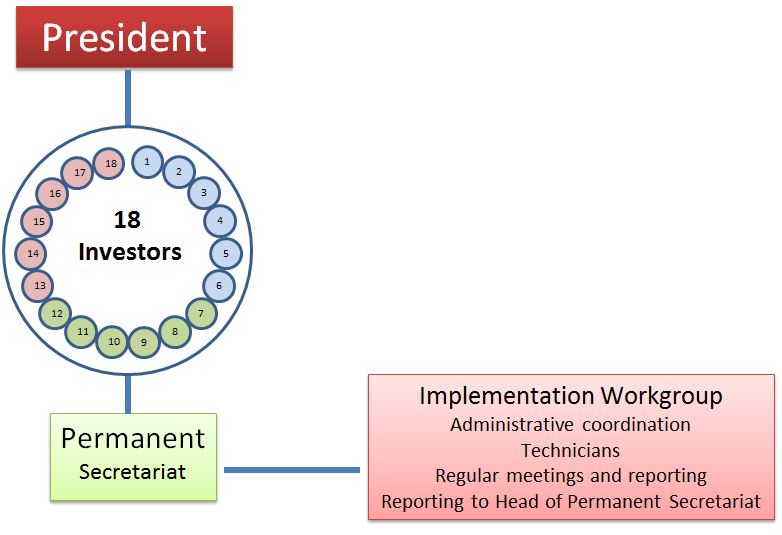 President
18
1
17
2
16
3
15
4
18
Investors
14
5
13
6
12
7
11
8
10
9
Permanent
Secretariat
Implementation Workgroup
Administrative coordination
Technicians
Regular meetings and reporting
Reporting to Head of Permanent Secretariat